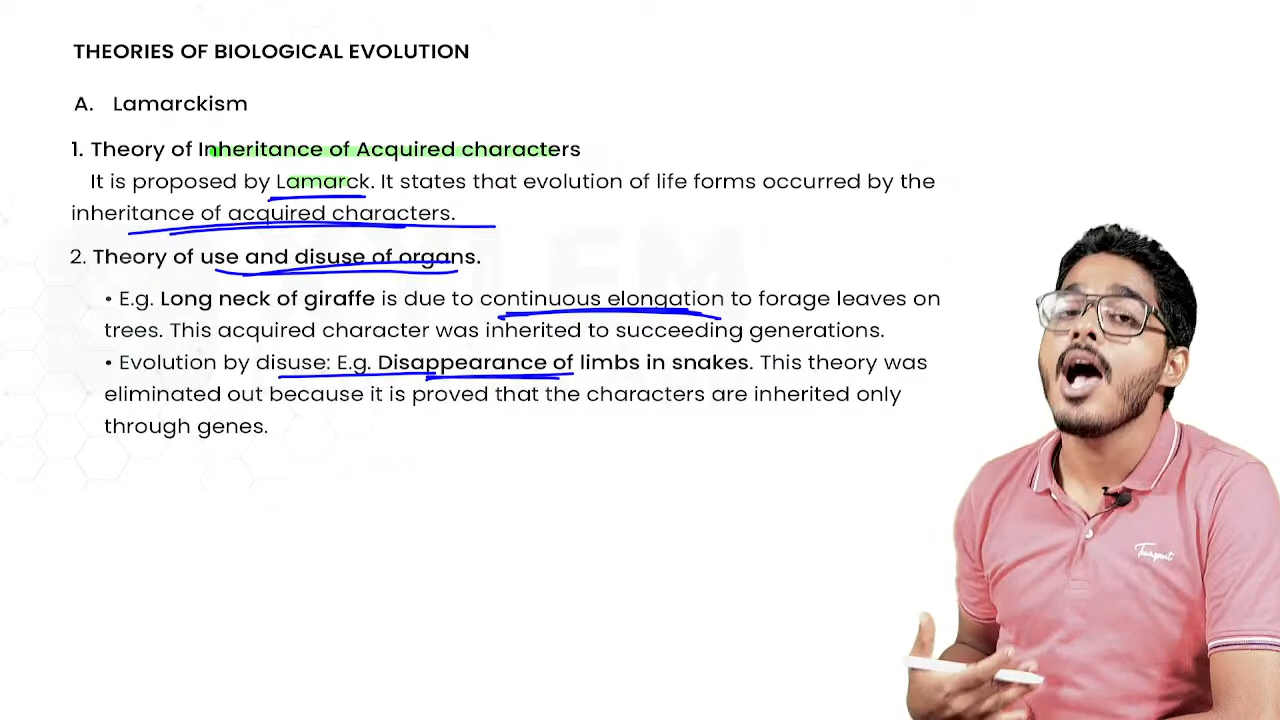 THEORIES OF BIOLOGICAL EVOLUTION
A. Lamarckism
1. Theory of Inheritance of Acquired characters
It is proposed by Lamarck. It states that evolution of life forms occurred by the
inheritance of acquired characters.
2. Theory of use and disuse of organs.
• E.g. Long neck of giraffe is due to continuous elongation to forage leaves on
trees. This acquired character was inherited to succeeding generations.
• Evolution by disuse: E.g. Disappearance of limbs in snakes. This theory was
eliminated out because it is proved that the characters are inherited only
through genes.